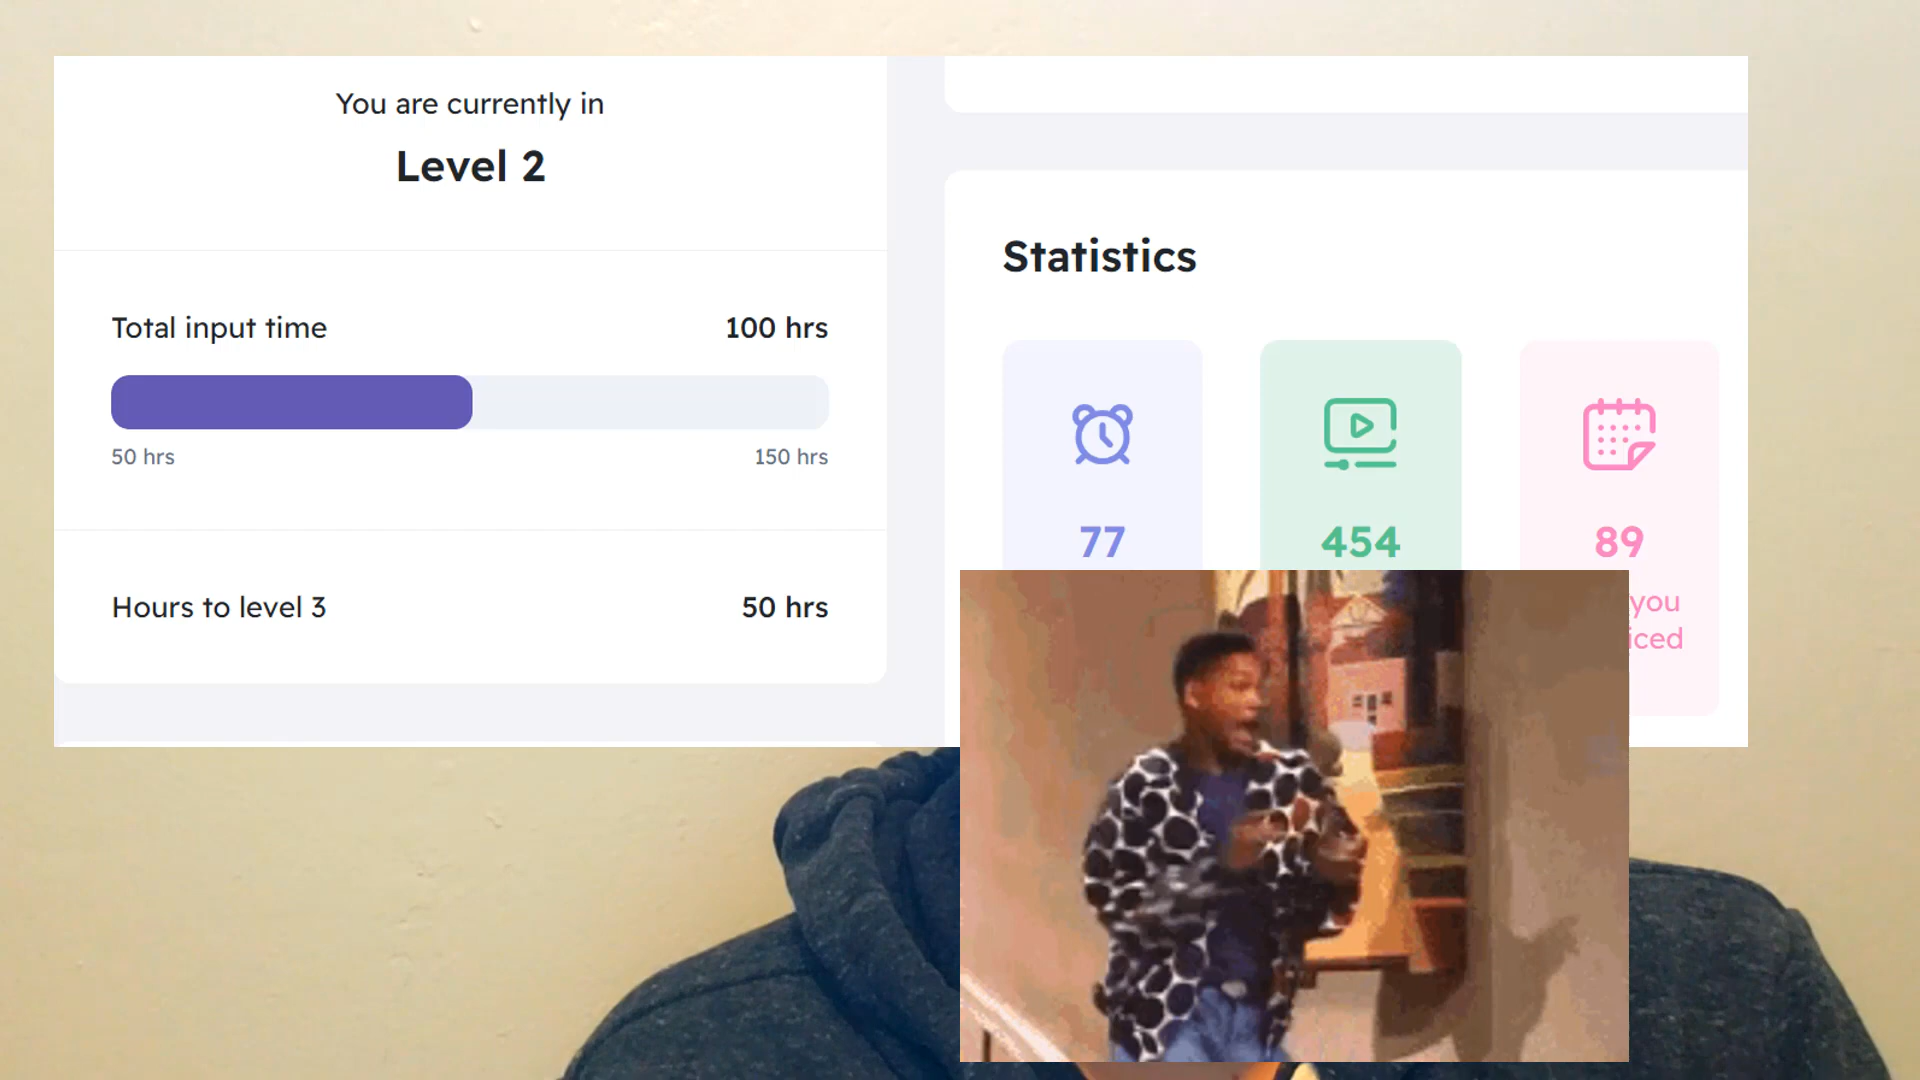 You are currently in
Level 2
Total input time 100 hrs
50 hrs 150 hrs
Hours to level 3 50 hrs
Statistics
77 454 89
you
iced